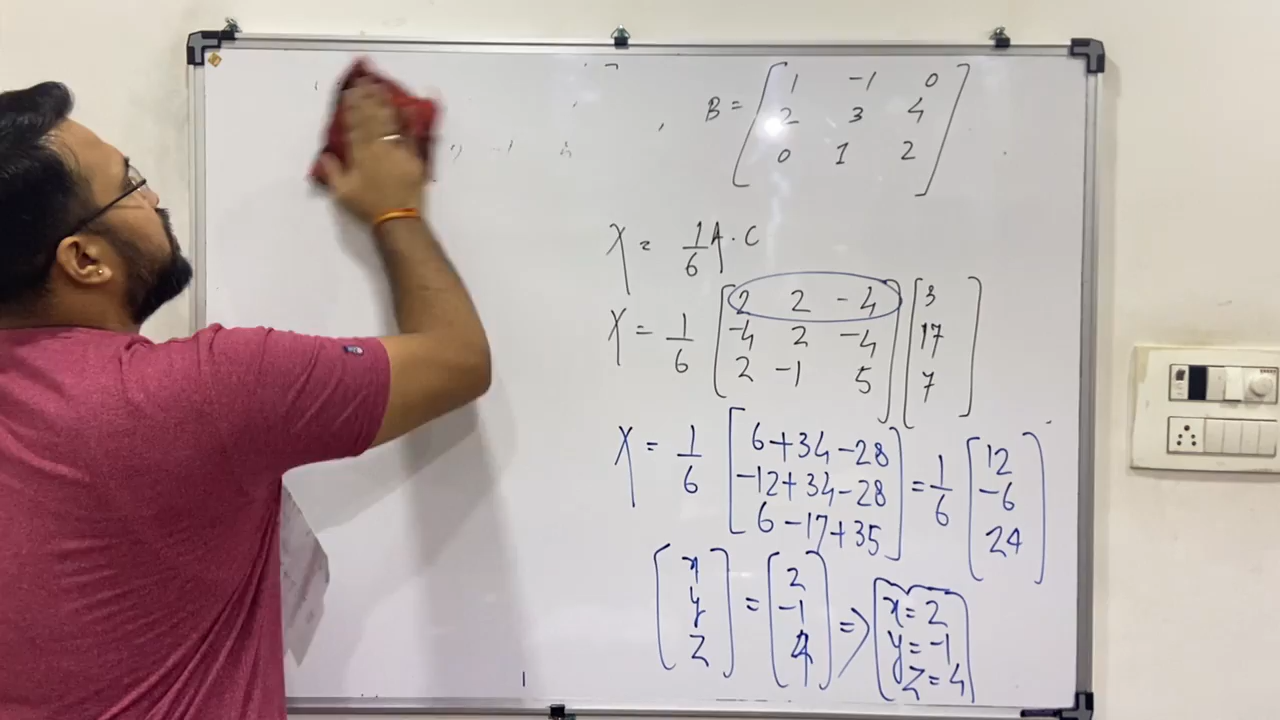 B = [1 -1 0
2 3 4
0 1 2]
X = 1/6 A · C
X = 1/6 [2 2 -4
-4 2 -4
2 -1 5] [3
17
7]
X = 1/6 [6+34-28
-12+34-28
6-17+35] = 1/6 [12
-6
24]
[x
y
z] = [2
-1
4] => [x=2
y=-1
z=4